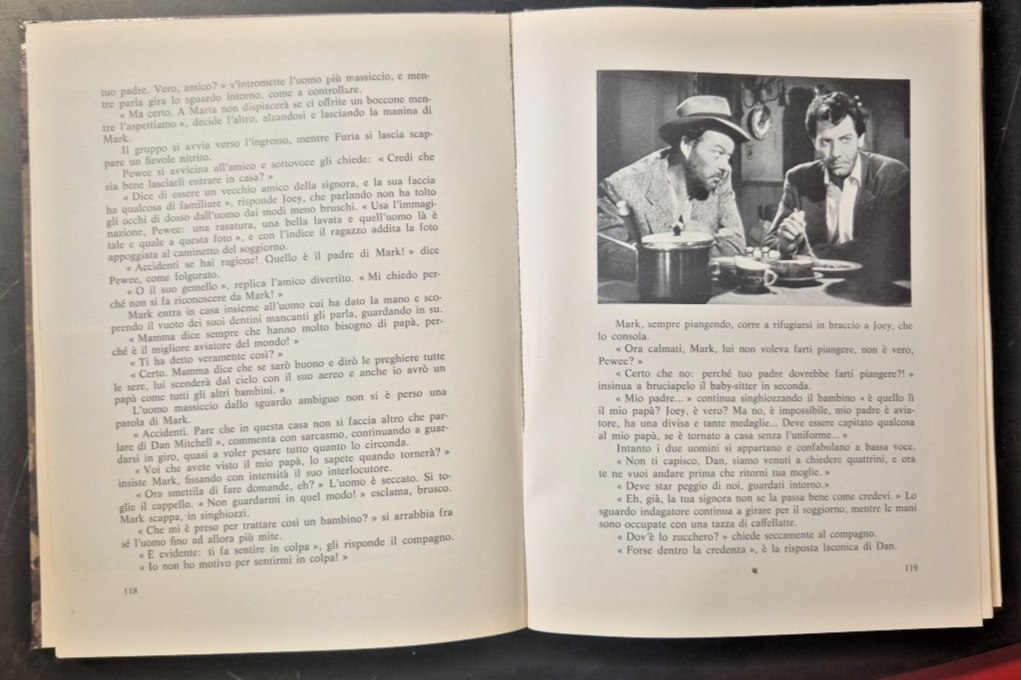 tuo padre. Vero, amico? » s'intromette l'uomo più massiccio, e men-
tre parla gira lo sguardo intorno, come a controllare.
« Ma certo. A Marta non dispiacerà se ci offrite un boccone men-
tre l'aspettiamo », decide l'altro, alzandosi e lasciando la manina di
Mark.
Il gruppo si avvia verso l'ingresso, mentre Furia si lascia scap-
pare un fievole nitrito.
Pewee si avvicina all'amico e sottovoce gli chiede: « Credi che
sia bene lasciarli entrare in casa? »
« Dice di essere un vecchio amico della signora, e la sua faccia
ha qualcosa di familiare », risponde Joey, che parlando non ha tolto
gli occhi di dosso dall'uomo dai modi meno bruschi. « Usa l'immagi-
nazione, Pewee: una rasatura, una bella lavata e quell'uomo là è
tale e quale a questa foto », e con l'indice il ragazzo addita la foto
appoggiata al caminetto del soggiorno.
« Accidenti se hai ragione! Quello è il padre di Mark! » dice
Pewee, come folgorato.
« O il suo gemello », replica l'amico divertito. « Mi chiedo per-
ché non si fa riconoscere da Mark! »
Mark entra in casa insieme all'uomo cui ha dato la mano e sco-
prendo il vuoto dei suoi dentini mancanti gli parla, guardando in su.
« Mamma dice sempre che hanno molto bisogno di papà, per-
ché è il migliore aviatore del mondo! »
« Ti ha detto veramente così? »
« Certo. Mamma dice che se sarò buono e dirò le preghiere tutte
le sere, lui scenderà dal cielo con il suo aereo e anche io avrò un
papà come tutti gli altri bambini. »
L'uomo massiccio dallo sguardo ambiguo non si è perso una
parola di Mark.
« Accidenti. Pare che in questa casa non si faccia altro che par-
lare di Dan Mitchell », commenta con sarcasmo, continuando a guar-
darsi in giro, quasi a voler pesare tutto quanto lo circonda.
« Voi che avete visto il mio papà, lo sapete quando tornerà? »
insiste Mark, fissando con intensità il suo interlocutore.
« Ora smettila di fare domande, eh? » L'uomo è seccato. Si to-
glie il cappello. « Non guardarmi in quel modo! » esclama, brusco.
Mark scappa, in singhiozzi.
« Che mi è preso per trattare così un bambino? » si arrabbia fra
sé l'uomo fino ad allora più mite.
« È evidente: ti fa sentire in colpa », gli risponde il compagno.
« Io non ho motivo per sentirmi in colpa! »
118
Mark, sempre piangendo, corre a rifugiarsi in braccio a Joey, che
lo consola.
« Ora calmati, Mark, lui non voleva farti piangere, non è vero,
Pewee? »
« Certo che no: perché tuo padre dovrebbe farti piangere?! »
insinua a bruciapelo il baby-sitter in seconda.
« Mio padre... » continua singhiozzando il bambino « è quello lì
il mio papà? Joey, è vero? Ma no, è impossibile, mio padre è avia-
tore, ha una divisa e tante medaglie... Deve essere capitato qualcosa
al mio papà, se è tornato a casa senza l'uniforme... »
Intanto i due uomini si appartano e confabulano a bassa voce.
« Non ti capisco, Dan, siamo venuti a chiedere quattrini, e ora
te ne vuoi andare prima che ritorni tua moglie. »
« Deve star peggio di noi, guardati intorno.»
« Eh, già, la tua signora non se la passa bene come credevi. » Lo
sguardo indagatore continua a girare per il soggiorno, mentre le mani
sono occupate con una tazza di caffellatte.
« Dov'è lo zucchero? » chiede seccamente al compagno.
« Forse dentro la credenza », è la risposta laconica di Dan.
119